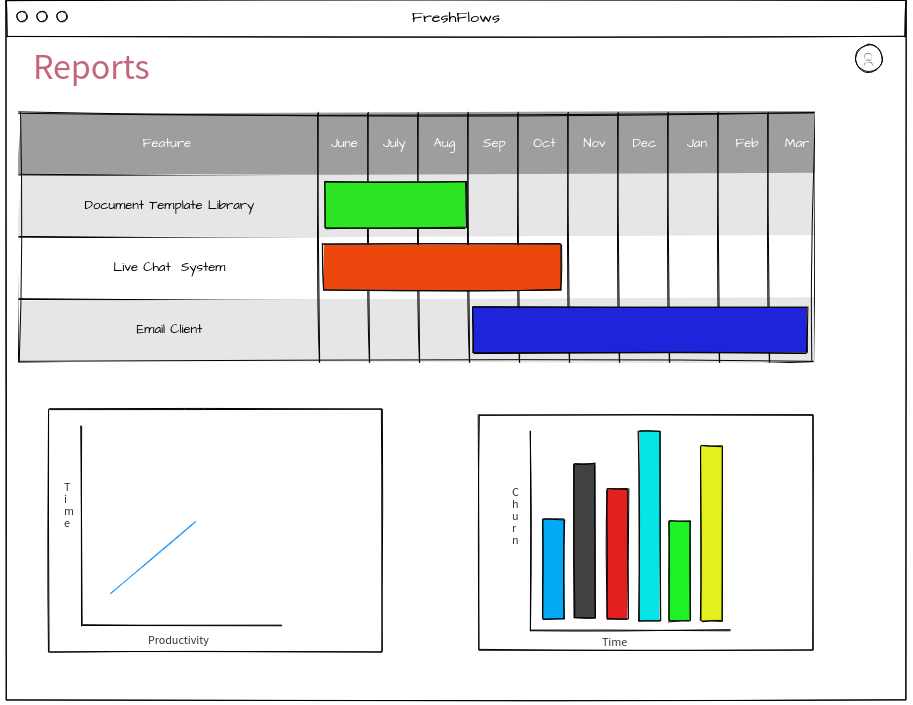 FreshFlows
Reports
Feature June July Aug Sep Oct Nov Dec Jan Feb Mar
Document Template Library
Live Chat  System
Email Client
Time
Productivity
Churn
Time